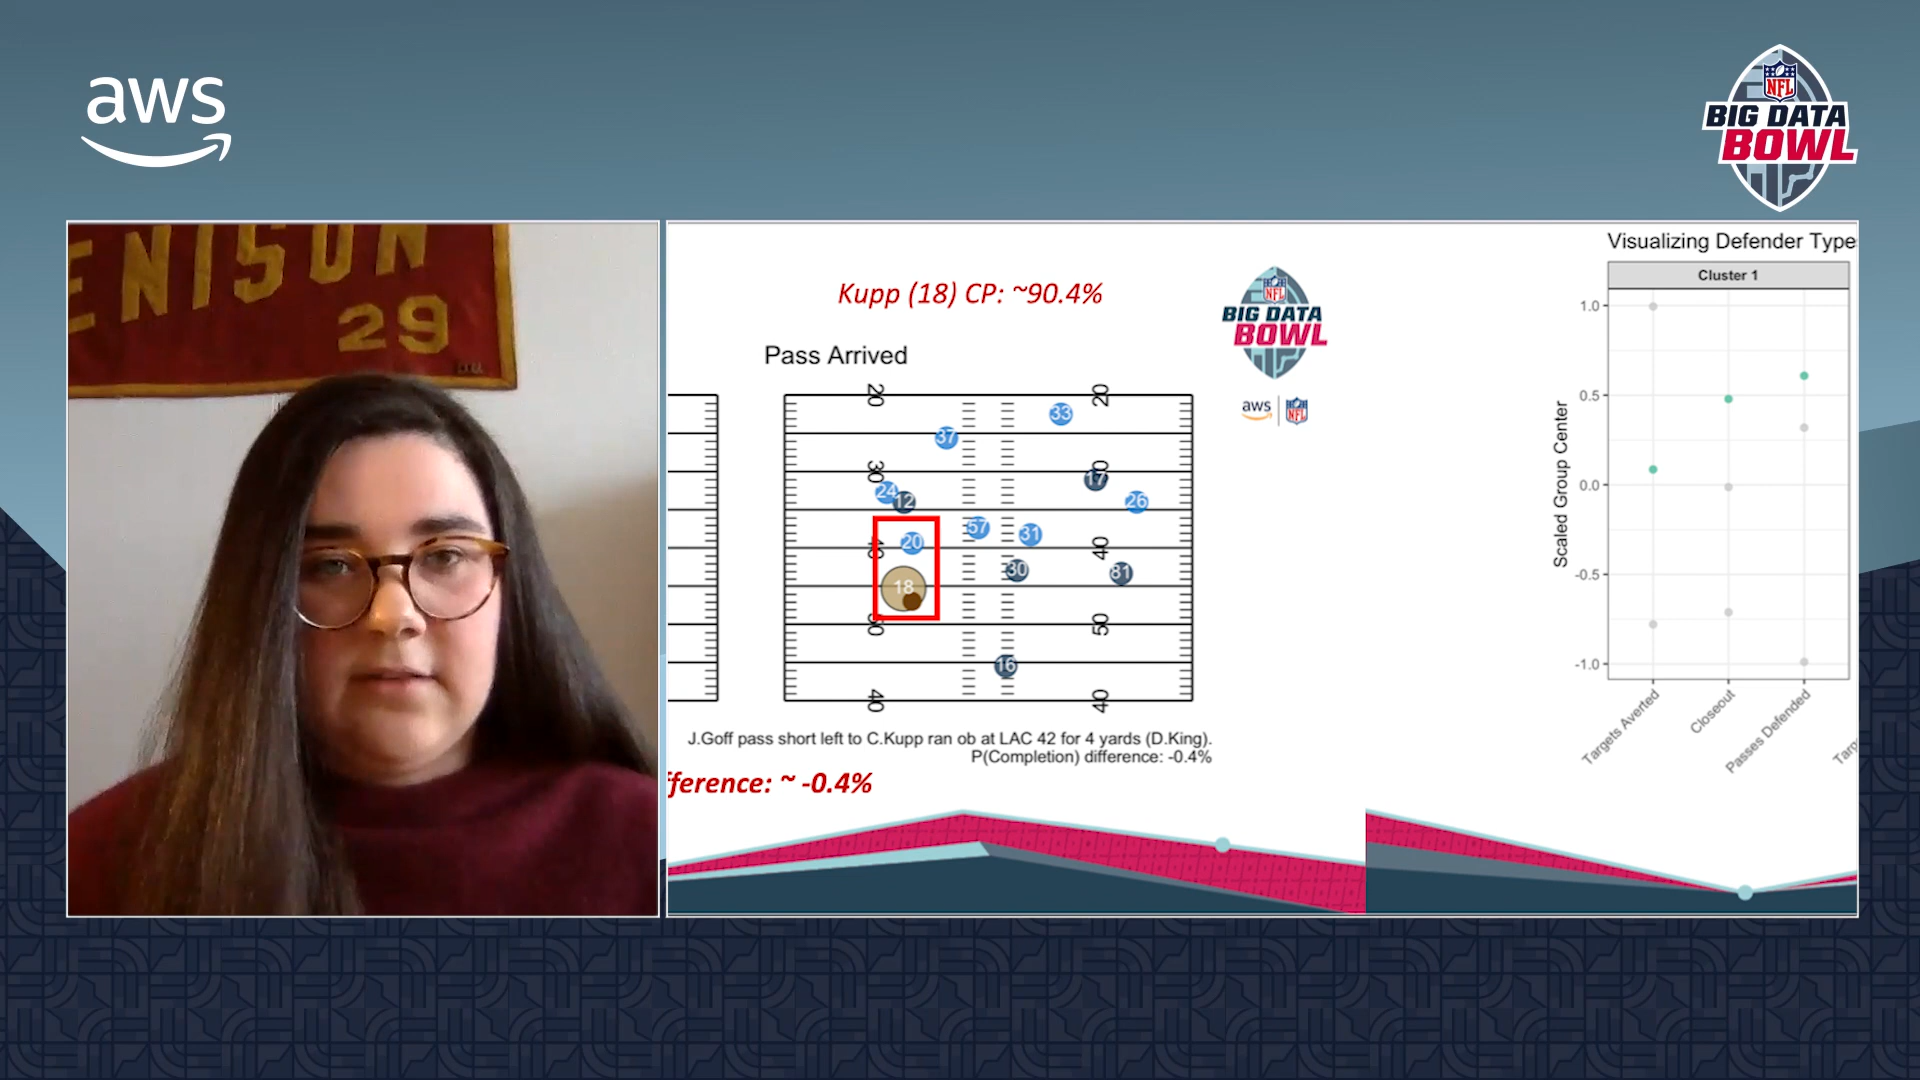 aws
NFL
BIG DATA
BOWL
ENISON
29
Kupp (18) CP: ~90.4%
NFL
BIG DATA
BOWL
aws NFL
Pass Arrived
20 20
33
37
30
17
24 12 26
57 31
20
40 40
30 81
18
50 50
16
40 40
J.Goff pass short left to C.Kupp ran ob at LAC 42 for 4 yards (D.King).
P(Completion) difference: -0.4%
fference: ~ -0.4%
Visualizing Defender Type
Cluster 1
Scaled Group Center
1.0
0.5
0.0
-0.5
-1.0
Targets Averted
Closeout
Passes Defended
Targ